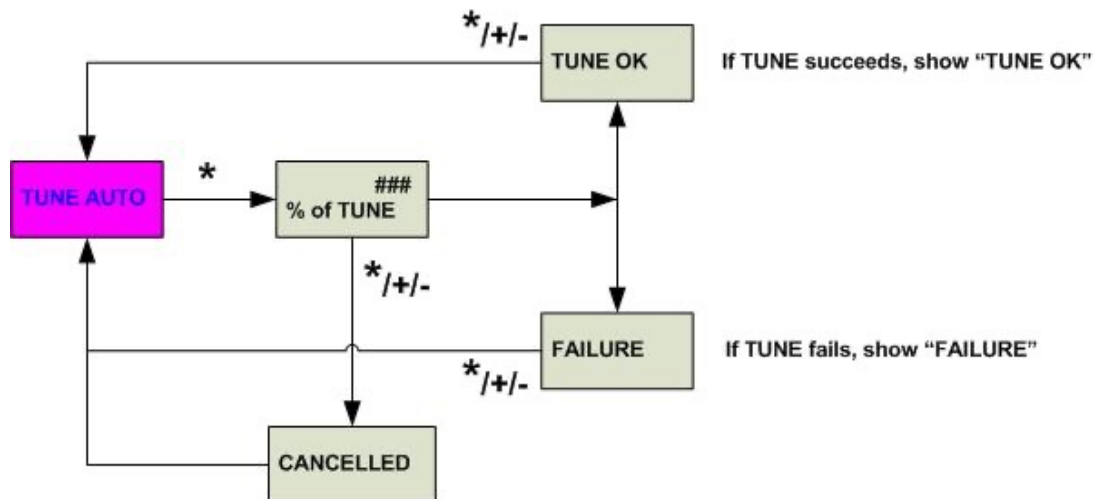 */+/-
TUNE OK
If TUNE succeeds, show “TUNE OK”
TUNE AUTO
*
###
% of TUNE
*/+/-
FAILURE
If TUNE fails, show “FAILURE”
*/+/-
CANCELLED